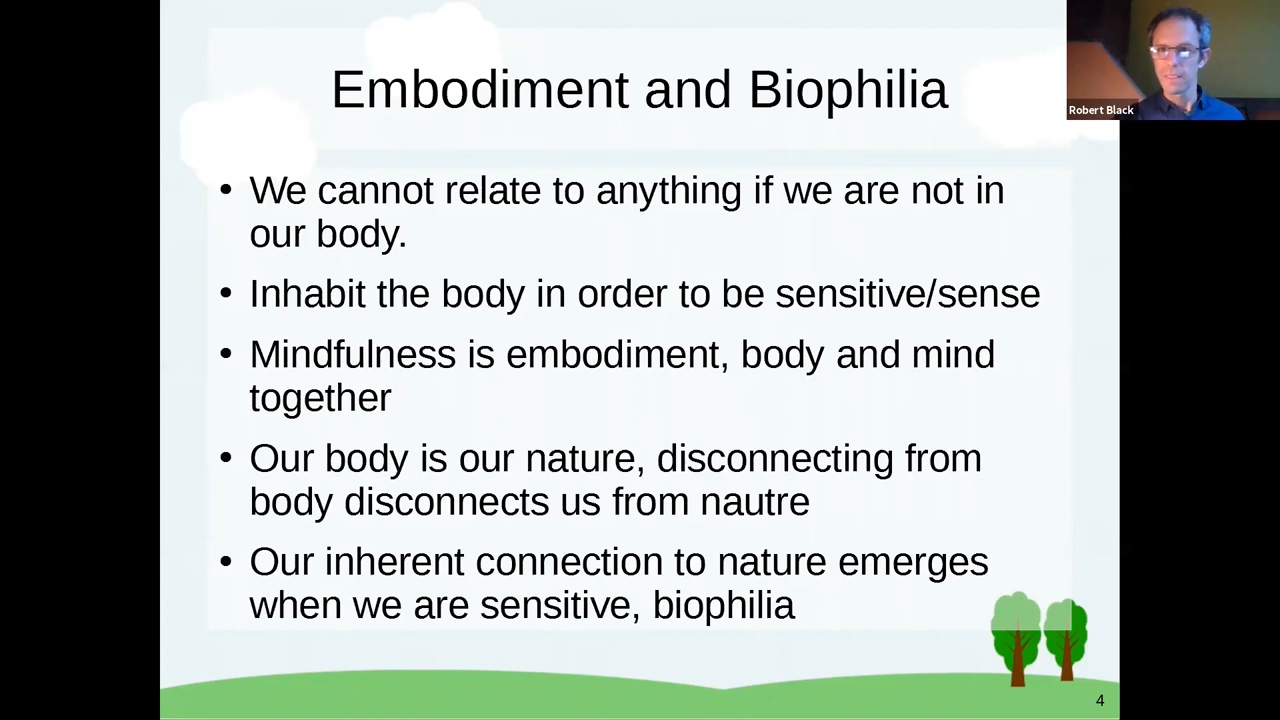 Embodiment and Biophilia
Robert Black
• We cannot relate to anything if we are not in
our body.
• Inhabit the body in order to be sensitive/sense
• Mindfulness is embodiment, body and mind
together
• Our body is our nature, disconnecting from
body disconnects us from nautre
• Our inherent connection to nature emerges
when we are sensitive, biophilia
4